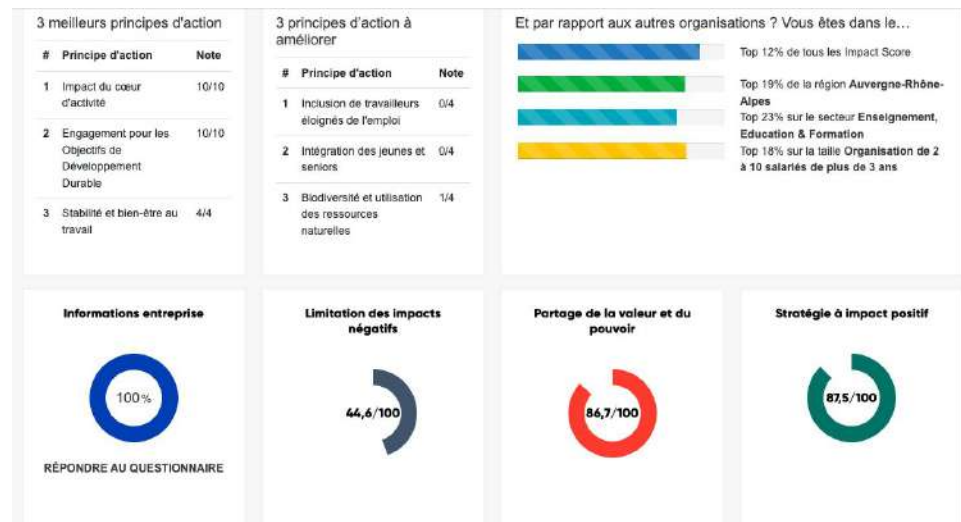 3 meilleurs principes d'action
# Principe d'action Note
1 Impact du cœur 10/10
d'activité
2 Engagement pour les 10/10
Objectifs de
Développement
Durable
3 Stabilité et bien-être au 4/4
travail
3 principes d'action à
améliorer
# Principe d'action Note
1 Inclusion de travailleurs 0/4
éloignés de l'emploi
2 Intégration des jeunes et 0/4
seniors
3 Biodiversité et utilisation 1/4
des ressources
naturelles
Et par rapport aux autres organisations ? Vous êtes dans le…
Top 12% de tous les Impact Score
Top 19% de la région Auvergne-Rhône-
Alpes
Top 23% sur le secteur Enseignement,
Education & Formation
Top 18% sur la taille Organisation de 2
à 10 salariés de plus de 3 ans
Informations entreprise
100%
RÉPONDRE AU QUESTIONNAIRE
Limitation des impacts
négatifs
44,6/100
Partage de la valeur et du
pouvoir
86,7/100
Stratégie à impact positif
87,5/100